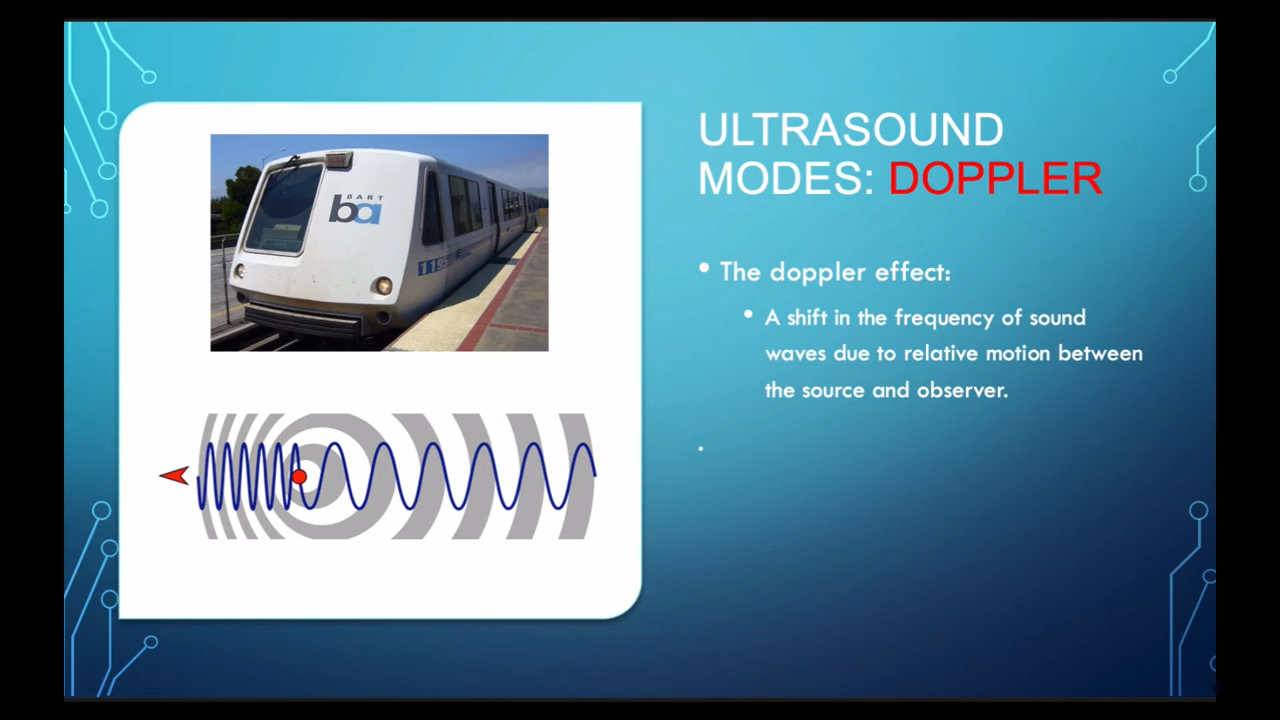 BART
ba
1195
ULTRASOUND
MODES: DOPPLER
• The doppler effect:
• A shift in the frequency of sound
waves due to relative motion between
the source and observer.
•